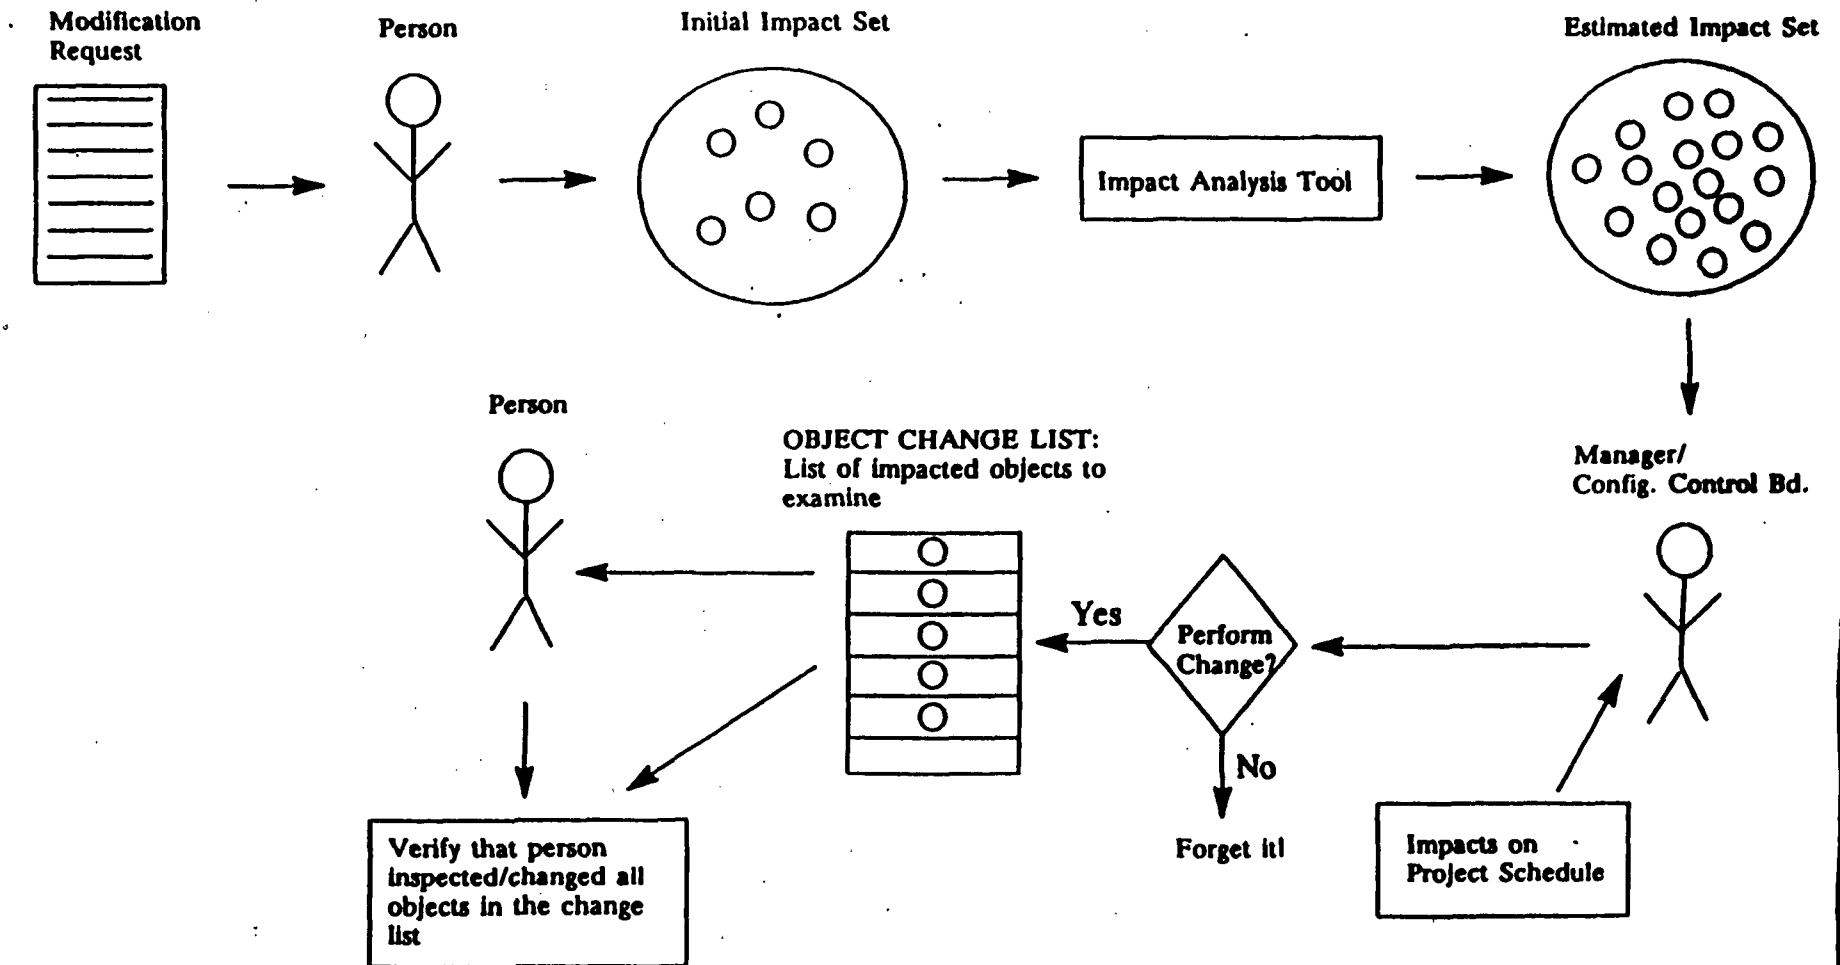 Modification
Request
Person
Initial Impact Set
Estimated Impact Set
Impact Analysis Tool
Person
OBJECT CHANGE LIST:
List of impacted objects to
examine
Manager/
Config. Control Bd.
Yes
Perform
Change?
No
Forget it!
Impacts on
Project Schedule
Verify that person
inspected/changed all
objects in the change
list